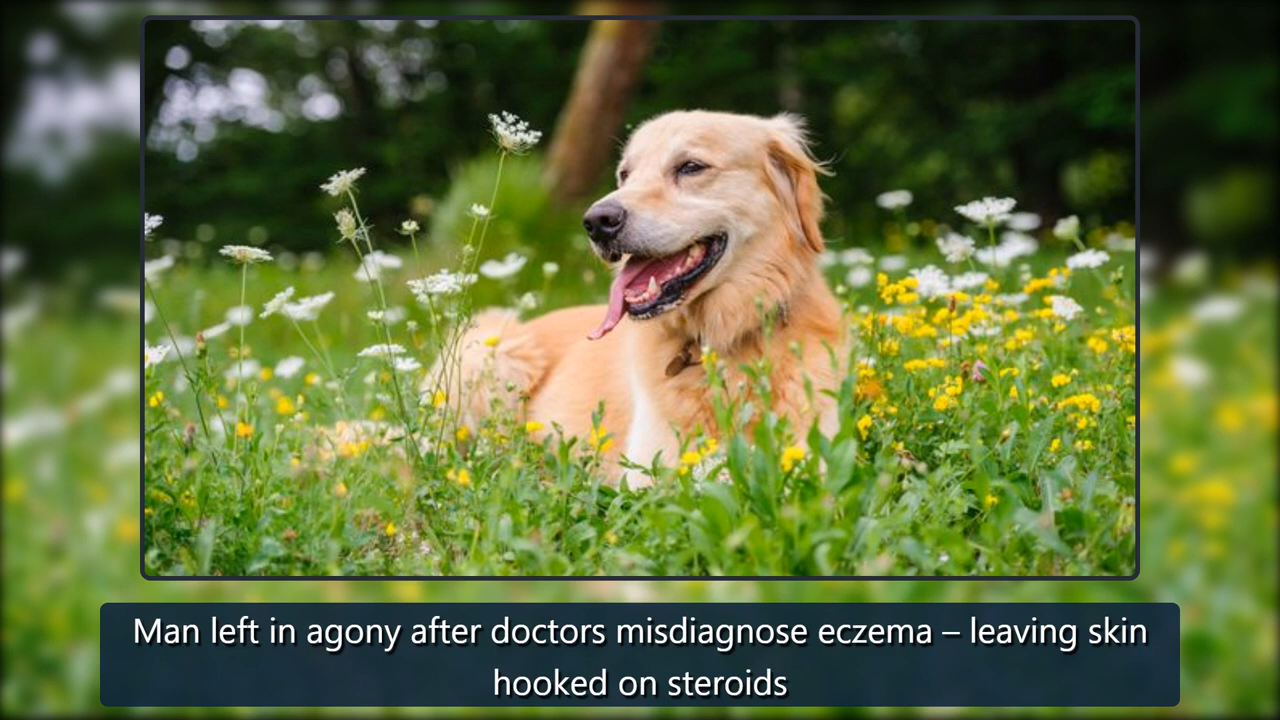 Man left in agony after doctors misdiagnose eczema – leaving skin
hooked on steroids